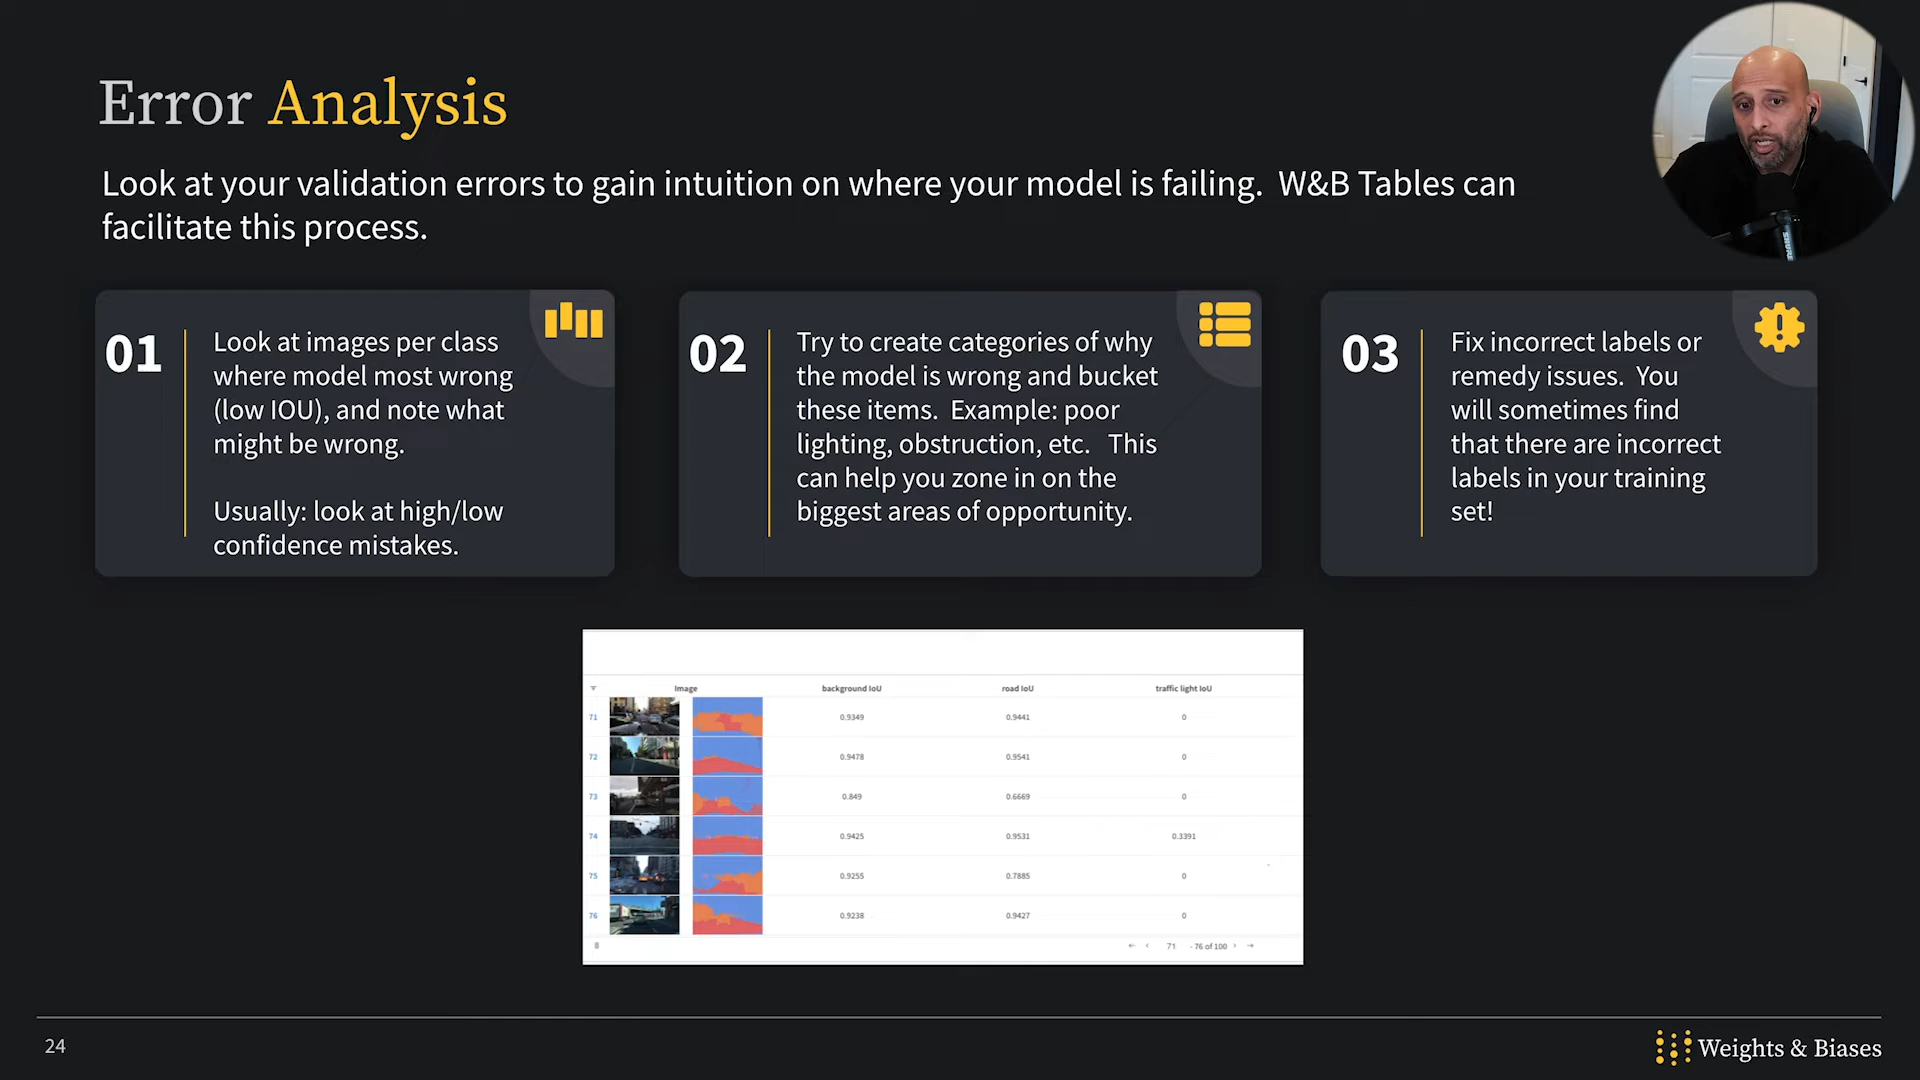 Error Analysis
Look at your validation errors to gain intuition on where your model is failing. W&B Tables can
facilitate this process.
01
Look at images per class
where model most wrong
(low IOU), and note what
might be wrong.
Usually: look at high/low
confidence mistakes.
02
Try to create categories of why
the model is wrong and bucket
these items. Example: poor
lighting, obstruction, etc. This
can help you zone in on the
biggest areas of opportunity.
03
Fix incorrect labels or
remedy issues. You
will sometimes find
that there are incorrect
labels in your training
set!
Image background IoU road IoU traffic light IoU
71 0.9349 0.9441 0
72 0.9478 0.9541 0
73 0.849 0.6669 0
74 0.9425 0.9531 0.3391
75 0.9255 0.7885 0
76 0.9238 0.9427 0
71 - 76 of 100
24
Weights & Biases
SHURE